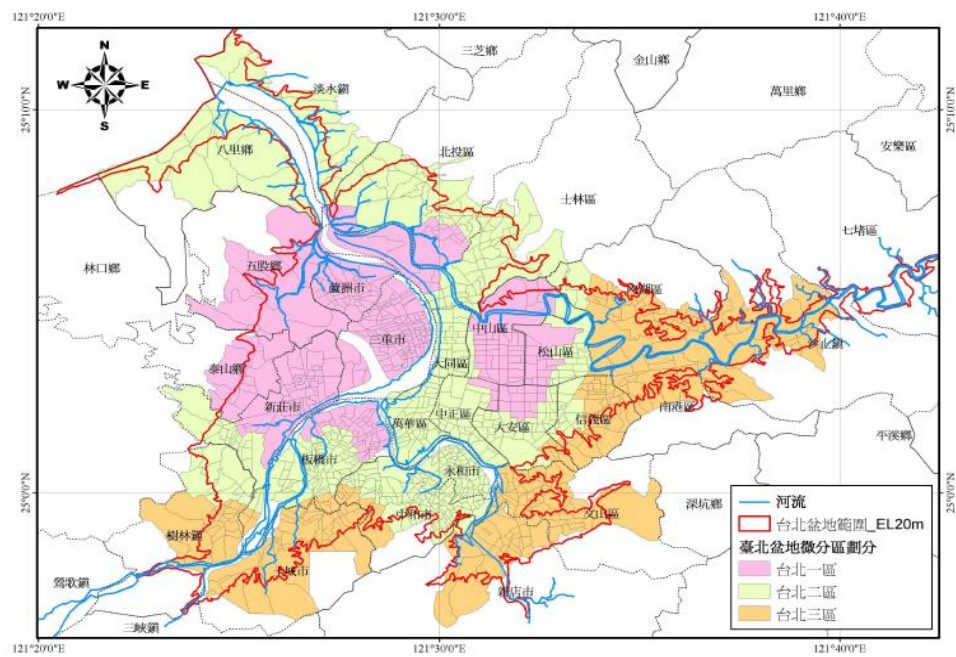 121°20'0"E
121°30'0"E
121°40'0"E
N
W
E
S
三芝鄉
金山鄉
萬里鄉
淡水鎮
25°10'0"N
25°10'0"N
八里鄉
北投區
安樂區
士林區
七堵區
林口鄉
五股鄉
蘆洲市
內湖區
中山區
三重市
汐止鎮
松山區
大同區
泰山鄉
新莊市
南港區
信義區
中正區
萬華區
大安區
平溪鄉
板橋市
永和市
25°0'0"N
25°0'0"N
深坑鄉
中和市
文山區
樹林鎮
土城市
鶯歌鎮
新店市
三峽鎮
河流
台北盆地範圍_EL20m
臺北盆地微分區劃分
台北一區
台北二區
台北三區
121°20'0"E
121°30'0"E
121°40'0"E